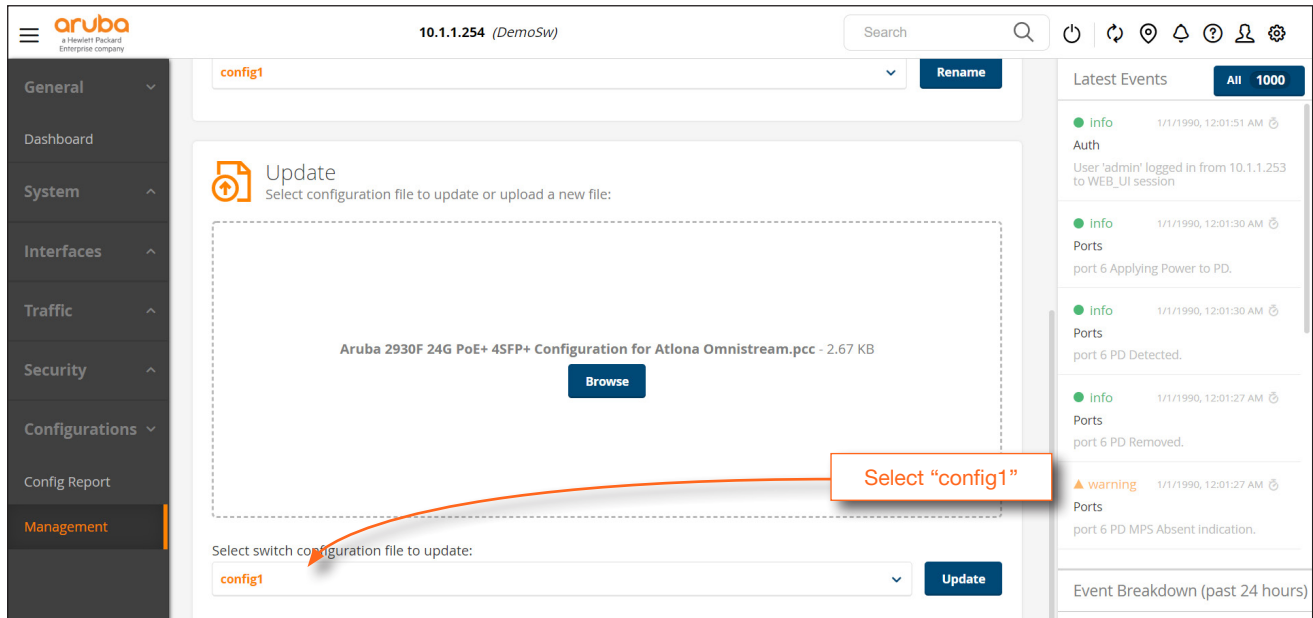 aruba
a Hewlett Packard
Enterprise company
10.1.1.254 (DemoSw)
Search
General
Dashboard
System
Interfaces
Traffic
Security
Configurations
Config Report
Management
config1
Rename
Update
Select configuration file to update or upload a new file:
Aruba 2930F 24G PoE+ 4SFP+ Configuration for Atlona Omnistream.pcc - 2.67 KB
Browse
Select “config1”
Select switch configuration file to update:
config1
Update
Latest Events
All 1000
info 1/1/1990, 12:01:51 AM
Auth
User 'admin' logged in from 10.1.1.253
to WEB_UI session
info 1/1/1990, 12:01:30 AM
Ports
port 6 Applying Power to PD.
info 1/1/1990, 12:01:30 AM
Ports
port 6 PD Detected.
info 1/1/1990, 12:01:27 AM
Ports
port 6 PD Removed.
warning 1/1/1990, 12:01:27 AM
Ports
port 6 PD MPS Absent indication.
Event Breakdown (past 24 hours)